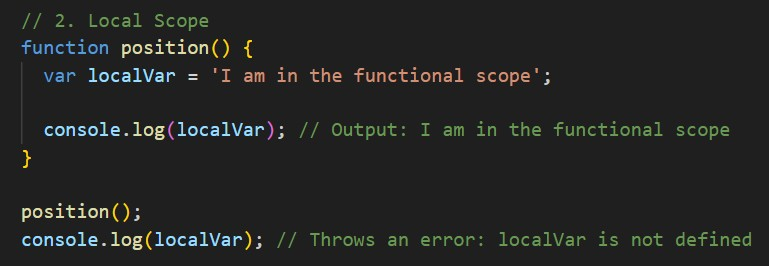 // 2. Local Scope
function position() {
  var localVar = 'I am in the functional scope';
  console.log(localVar); // Output: I am in the functional scope
}
position();
console.log(localVar); // Throws an error: localVar is not defined